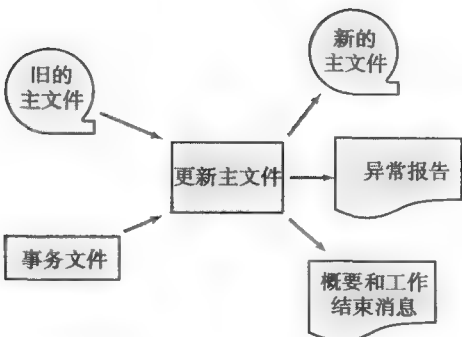 旧的
主文件
事务文件
更新主文件
新的
主文件
异常报告
概要和工作
结束消息